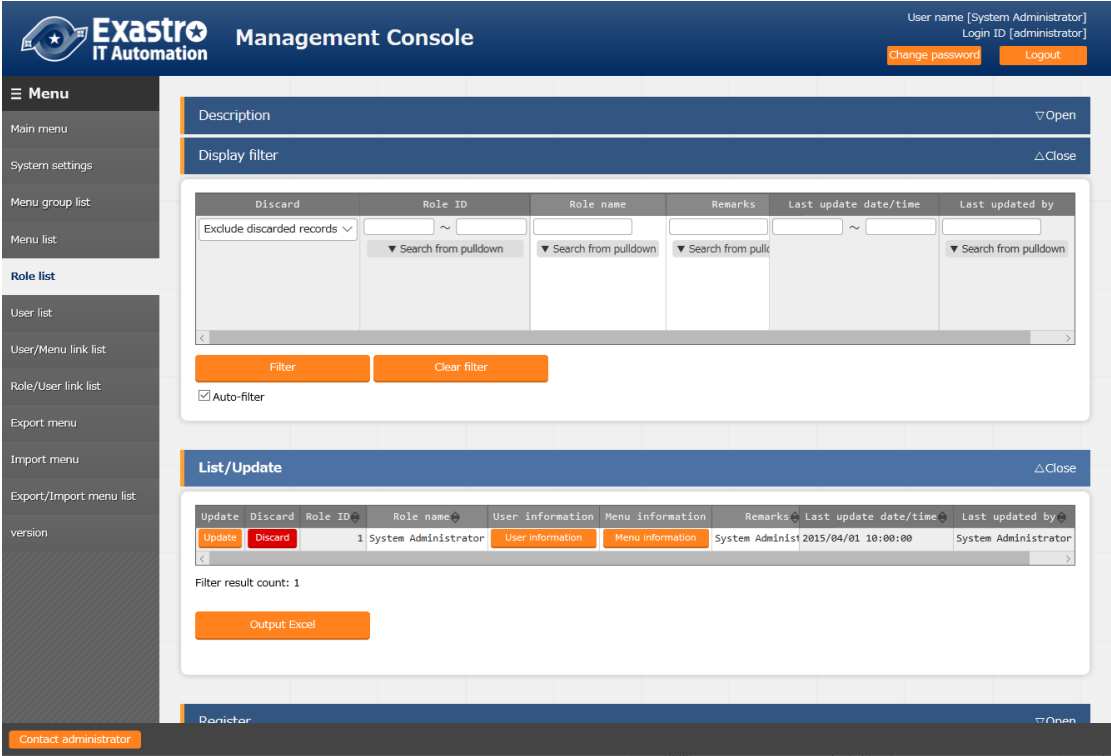 Exastro
IT Automation
Management Console
User name [System Administrator]
Login ID [administrator]
Change password
Logout
☰ Menu
Main menu
System settings
Menu group list
Menu list
Role list
User list
User/Menu link list
Role/User link list
Export menu
Import menu
Export/Import menu list
version
Description ▽Open
Display filter △Close
Discard Role ID Role name Remarks Last update date/time Last updated by
Exclude discarded records ～ ～
▼ Search from pulldown ▼ Search from pulldown ▼ Search from pulld ▼ Search from pulldown
Filter Clear filter
Auto-filter
List/Update △Close
Update Discard Role ID Role name User information Menu information Remarks Last update date/time Last updated by
Update Discard 1 System Administrator User information Menu information System Administ 2015/04/01 10:00:00 System Administrator
Filter result count: 1
Output Excel
Register ▽Open
Contact administrator